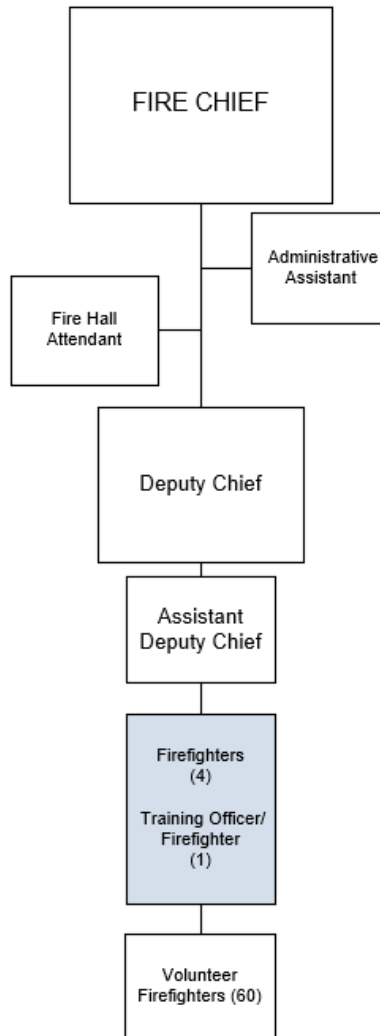 FIRE CHIEF
Administrative
Assistant
Fire Hall
Attendant
Deputy Chief
Assistant
Deputy Chief
Firefighters
(4)
Training Officer/
Firefighter
(1)
Volunteer
Firefighters (60)